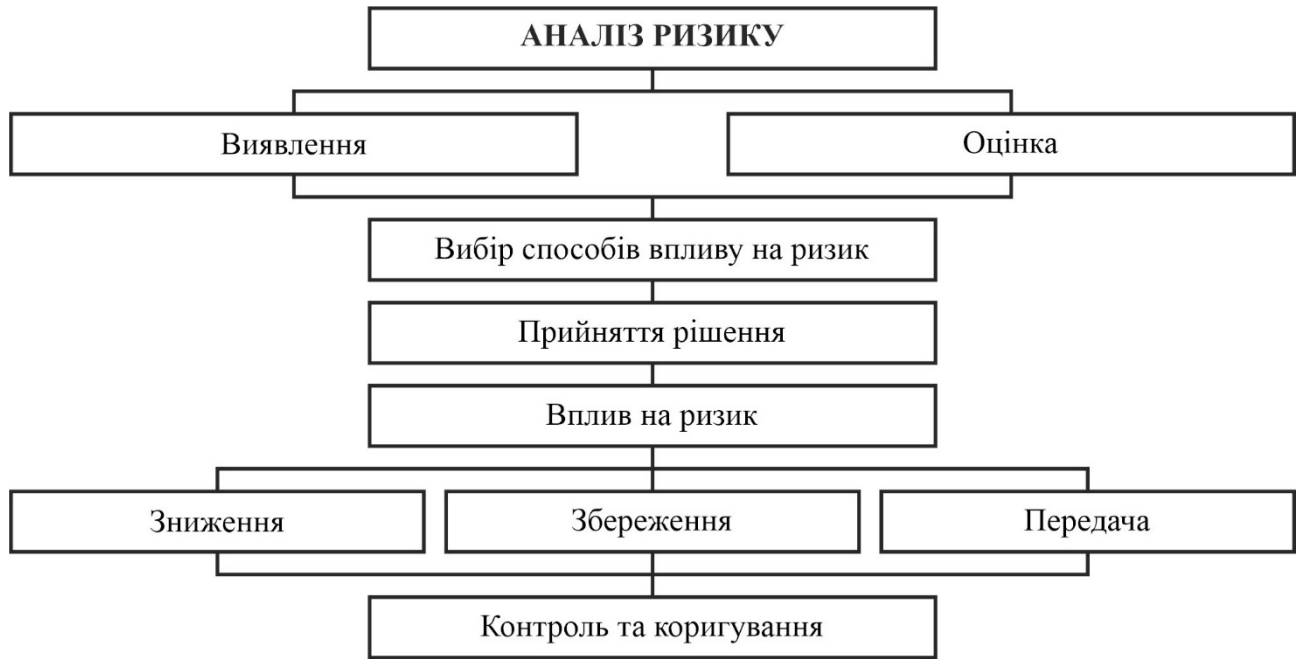 АНАЛІЗ РИЗИКУ
Виявлення
Оцінка
Вибір способів впливу на ризик
Прийняття рішення
Вплив на ризик
Зниження
Збереження
Передача
Контроль та коригування